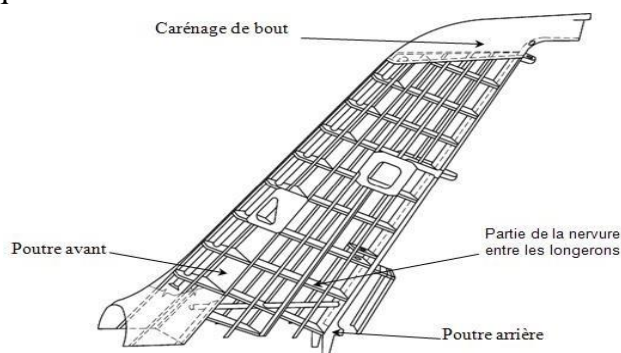 Carénage de bout
Partie de la nervure
entre les longerons
Poutre avant
Poutre arrière